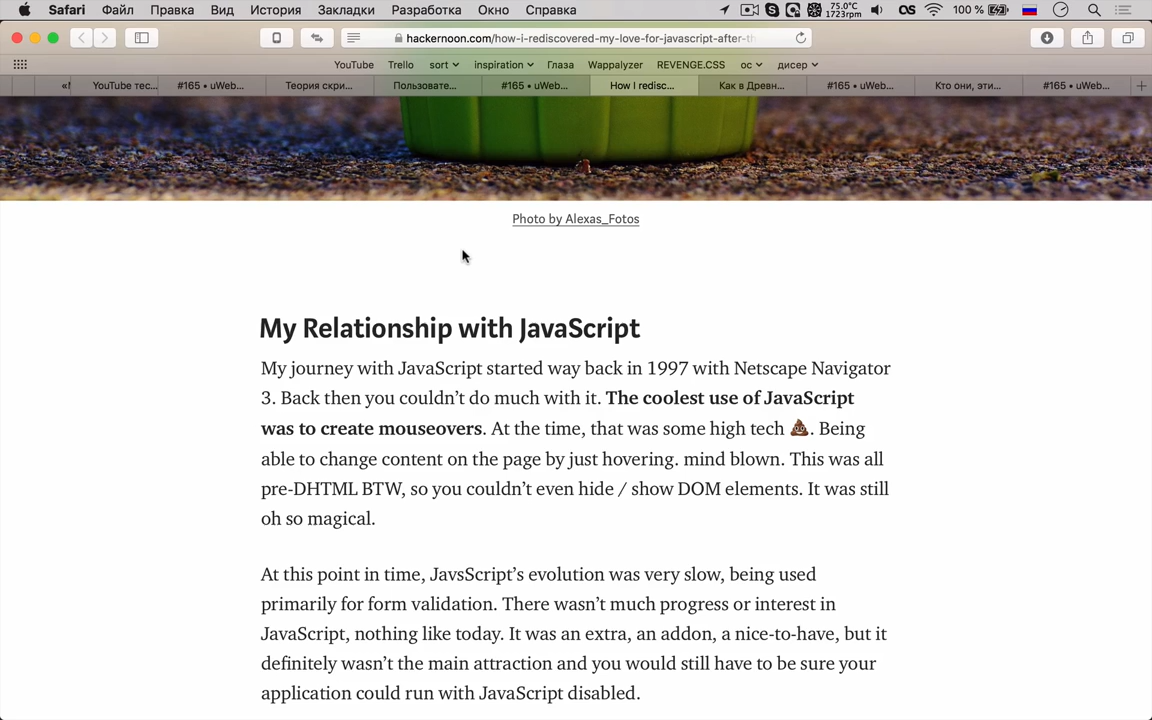 Safari Файл Правка Вид История Закладки Разработка Окно Справка 75.0°C 1723rpm 100 %
hackernoon.com/how-i-rediscovered-my-love-for-javascript-after-th
YouTube Trello sort inspiration Глаза Wappalyzer REVENGE.CSS ос дисер
YouTube тес... #165 • uWeb... Теория скри... Пользовате... #165 • uWeb... How I redisc... Как в Древн... #165 • uWeb... Кто они, эти... #165 • uWeb...
Photo by Alexas_Fotos
My Relationship with JavaScript
My journey with JavaScript started way back in 1997 with Netscape Navigator
3. Back then you couldn’t do much with it. The coolest use of JavaScript
was to create mouseovers. At the time, that was some high tech 💩. Being
able to change content on the page by just hovering. mind blown. This was all
pre-DHTML BTW, so you couldn’t even hide / show DOM elements. It was still
oh so magical.
At this point in time, JavsScript’s evolution was very slow, being used
primarily for form validation. There wasn’t much progress or interest in
JavaScript, nothing like today. It was an extra, an addon, a nice-to-have, but it
definitely wasn’t the main attraction and you would still have to be sure your
application could run with JavaScript disabled.